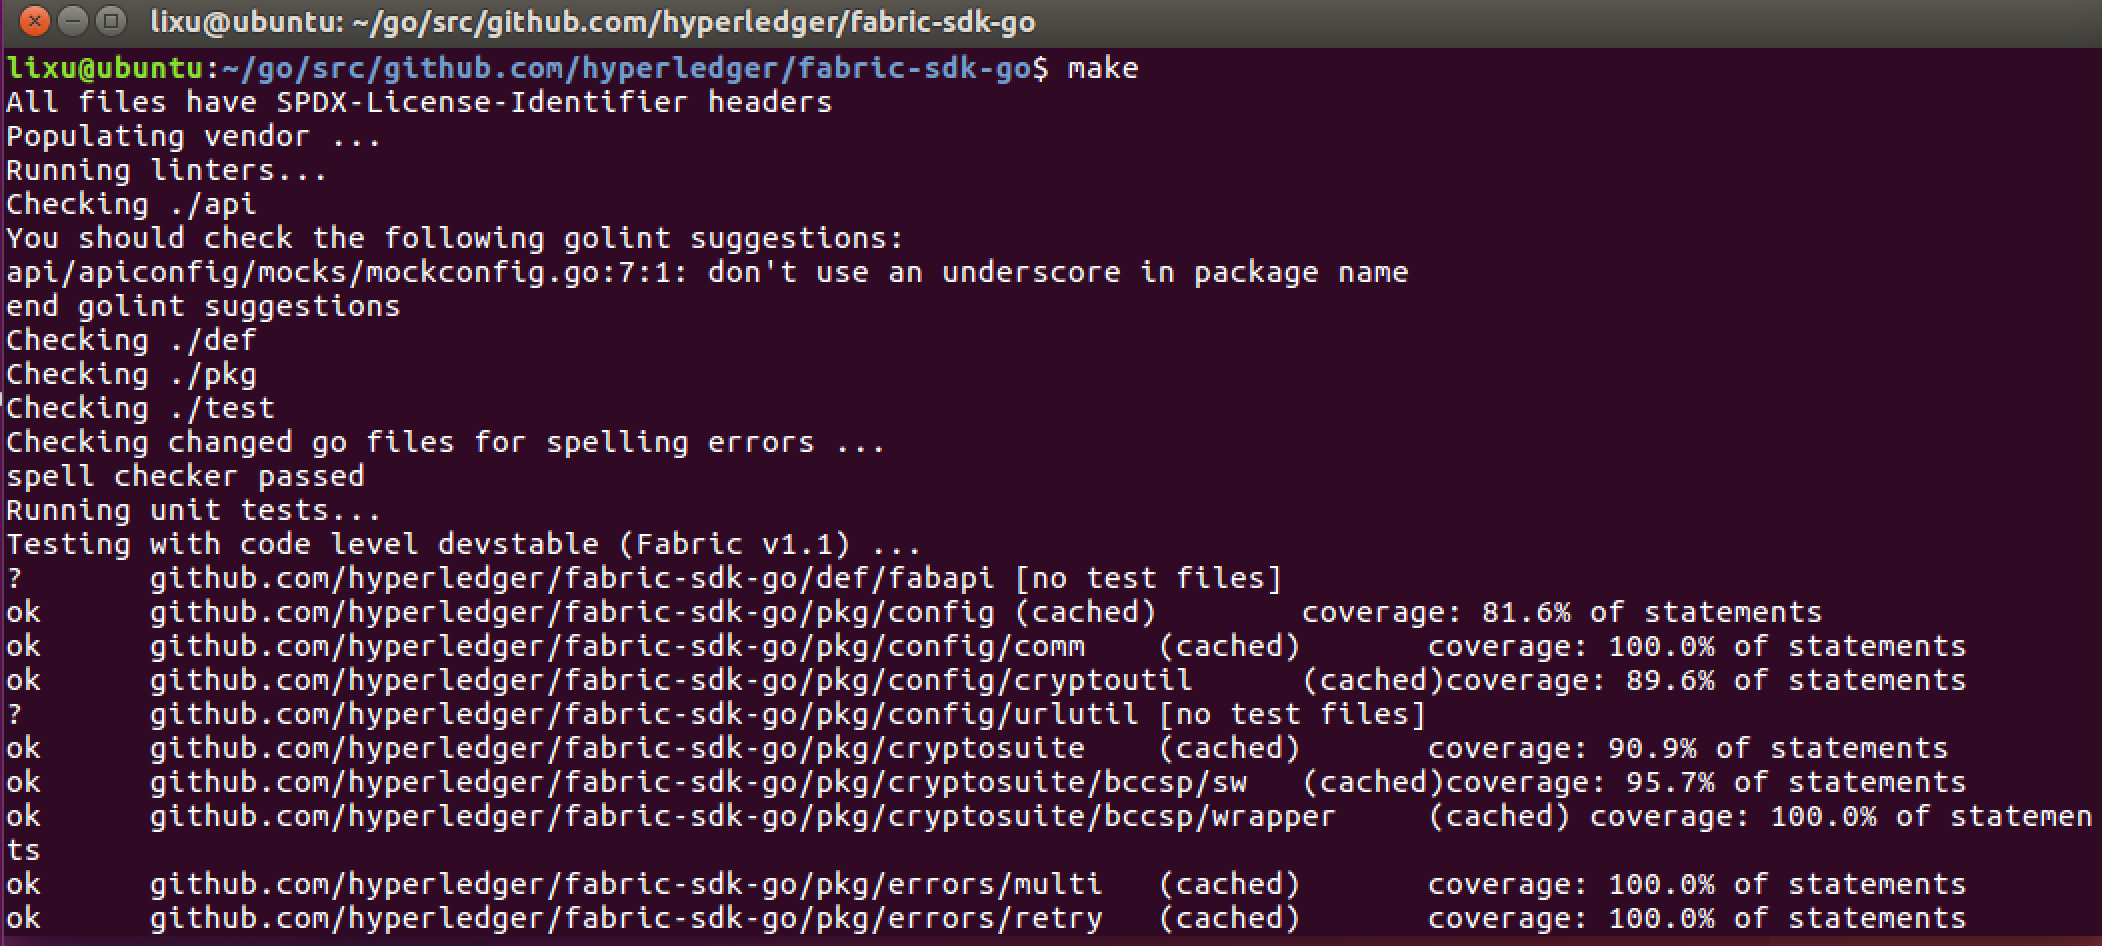 lixu@ubuntu: ~/go/src/github.com/hyperledger/fabric-sdk-go
lixu@ubuntu:~/go/src/github.com/hyperledger/fabric-sdk-go$ make
All files have SPDX-License-Identifier headers
Populating vendor ...
Running linters...
Checking ./api
You should check the following golint suggestions:
api/apiconfig/mocks/mockconfig.go:7:1: don't use an underscore in package name
end golint suggestions
Checking ./def
Checking ./pkg
Checking ./test
Checking changed go files for spelling errors ...
spell checker passed
Running unit tests...
Testing with code level devstable (Fabric v1.1) ...
?       github.com/hyperledger/fabric-sdk-go/def/fabapi [no test files]
ok      github.com/hyperledger/fabric-sdk-go/pkg/config (cached)        coverage: 81.6% of statements
ok      github.com/hyperledger/fabric-sdk-go/pkg/config/comm    (cached)       coverage: 100.0% of statements
ok      github.com/hyperledger/fabric-sdk-go/pkg/config/cryptoutil      (cached)coverage: 89.6% of statements
?       github.com/hyperledger/fabric-sdk-go/pkg/config/urlutil [no test files]
ok      github.com/hyperledger/fabric-sdk-go/pkg/cryptosuite    (cached)       coverage: 90.9% of statements
ok      github.com/hyperledger/fabric-sdk-go/pkg/cryptosuite/bccsp/sw   (cached)coverage: 95.7% of statements
ok      github.com/hyperledger/fabric-sdk-go/pkg/cryptosuite/bccsp/wrapper     (cached) coverage: 100.0% of statemen
ts
ok      github.com/hyperledger/fabric-sdk-go/pkg/errors/multi   (cached)       coverage: 100.0% of statements
ok      github.com/hyperledger/fabric-sdk-go/pkg/errors/retry   (cached)       coverage: 100.0% of statements